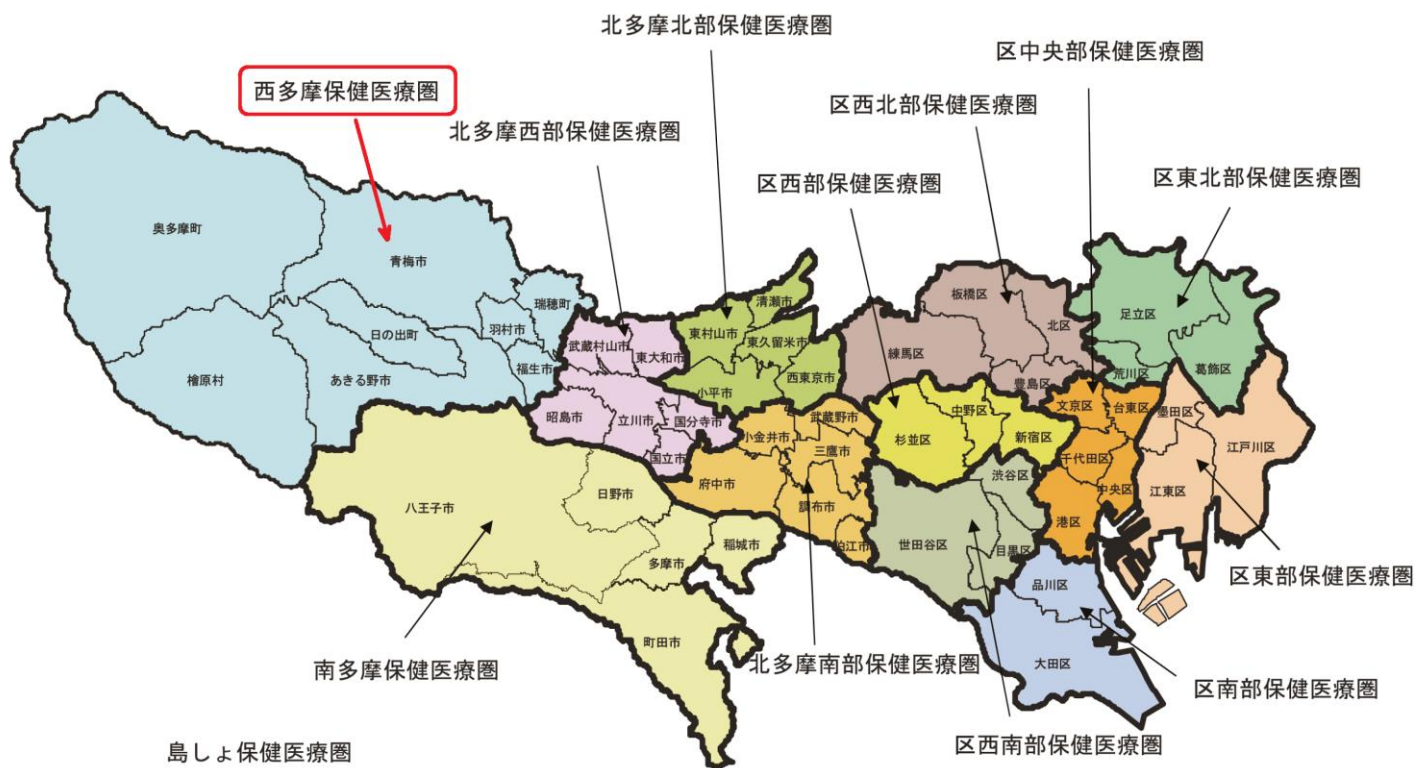 北多摩北部保健医療圏
区中央部保健医療圏
西多摩保健医療圏
区西北部保健医療圏
北多摩西部保健医療圏
区西部保健医療圏
区東北部保健医療圏
奥多摩町
青梅市
瑞穂町
羽村市
日の出町
福生市
あきる野市
檜原村
武蔵村山市
東大和市
昭島市
立川市
国分寺市
国立市
清瀬市
東村山市
東久留米市
小平市
西東京市
武蔵野市
小金井市
三鷹市
府中市
調布市
狛江市
八王子市
日野市
稲城市
多摩市
町田市
板橋区
北区
練馬区
豊島区
中野区
杉並区
新宿区
渋谷区
世田谷区
目黒区
品川区
大田区
文京区
台東区
千代田区
中央区
港区
足立区
荒川区
葛飾区
墨田区
江戸川区
江東区
区東部保健医療圏
南多摩保健医療圏
北多摩南部保健医療圏
区南部保健医療圏
区西南部保健医療圏
島しょ保健医療圏